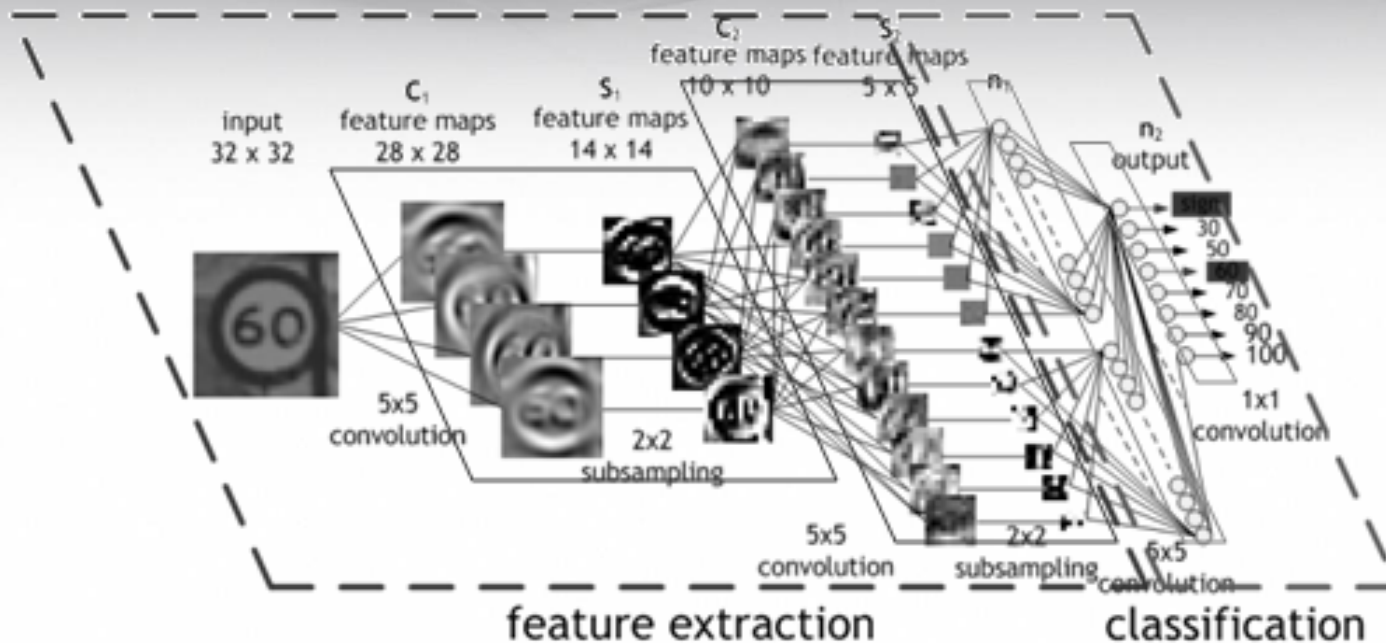 C₂
S₂
feature maps
feature maps
10 x 10
5 x 5
C₁
feature maps
28 x 28
S₁
feature maps
14 x 14
input
32 x 32
n₁
n₂
output
sign
30
50
60
70
80
90
100
60
5x5
convolution
2x2
subsampling
5x5
convolution
2x2
subsampling
convolution
1x1
convolution
feature extraction
classification